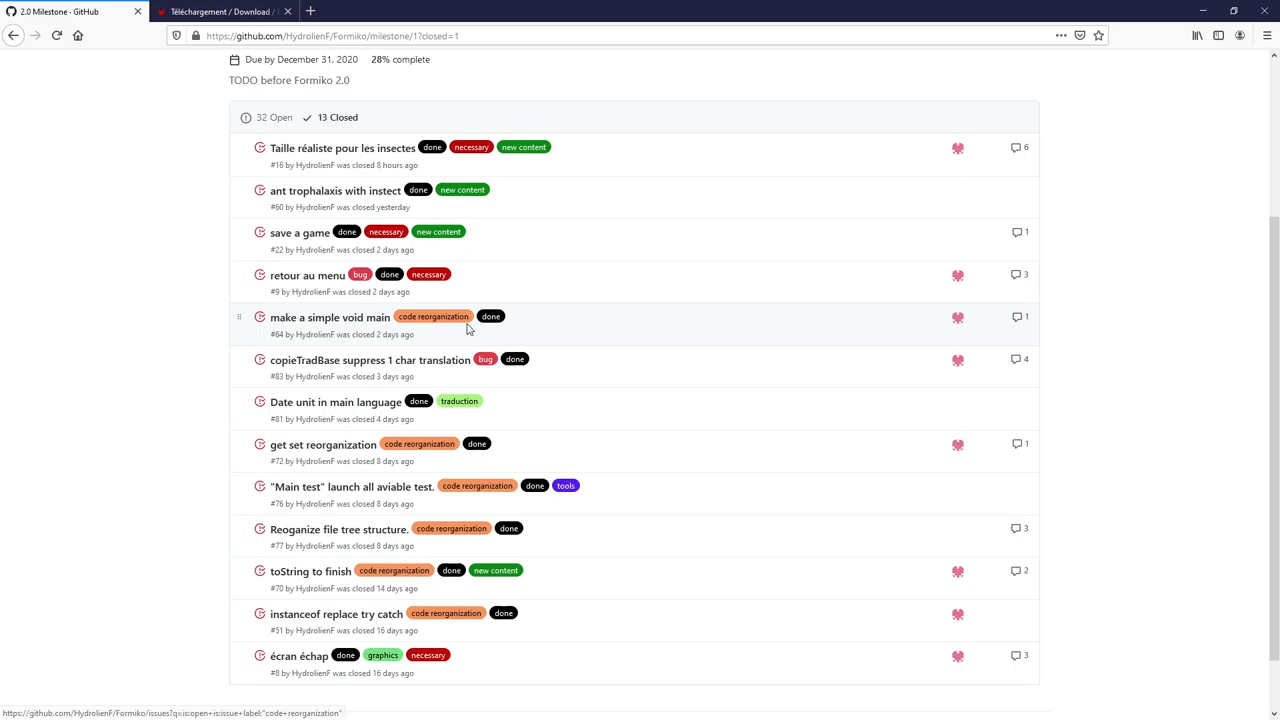 2.0 Milestone · GitHub
Téléchargement / Download /
https://github.com/HydrolienF/Formiko/milestone/1?closed=1
Due by December 31, 2020 28% complete
TODO before Formiko 2.0
32 Open 13 Closed
Taille réaliste pour les insectes done necessary new content 6
#16 by HydrolienF was closed 8 hours ago
ant trophalaxis with instect done new content
#60 by HydrolienF was closed yesterday
save a game done necessary new content 1
#22 by HydrolienF was closed 2 days ago
retour au menu bug done necessary 3
#9 by HydrolienF was closed 2 days ago
make a simple void main code reorganization done 1
#64 by HydrolienF was closed 2 days ago
copieTradBase suppress 1 char translation bug done 4
#83 by HydrolienF was closed 3 days ago
Date unit in main language done traduction
#81 by HydrolienF was closed 4 days ago
get set reorganization code reorganization done 1
#72 by HydrolienF was closed 8 days ago
"Main test" launch all aviable test. code reorganization done tools
#76 by HydrolienF was closed 8 days ago
Reoganize file tree structure. code reorganization done 3
#77 by HydrolienF was closed 8 days ago
toString to finish code reorganization done new content 2
#70 by HydrolienF was closed 14 days ago
instanceof replace try catch code reorganization done
#51 by HydrolienF was closed 16 days ago
écran échap done graphics necessary 3
#8 by HydrolienF was closed 16 days ago
https://github.com/HydrolienF/Formiko/issues?q=is:open+is:issue+label:"code+reorganization"